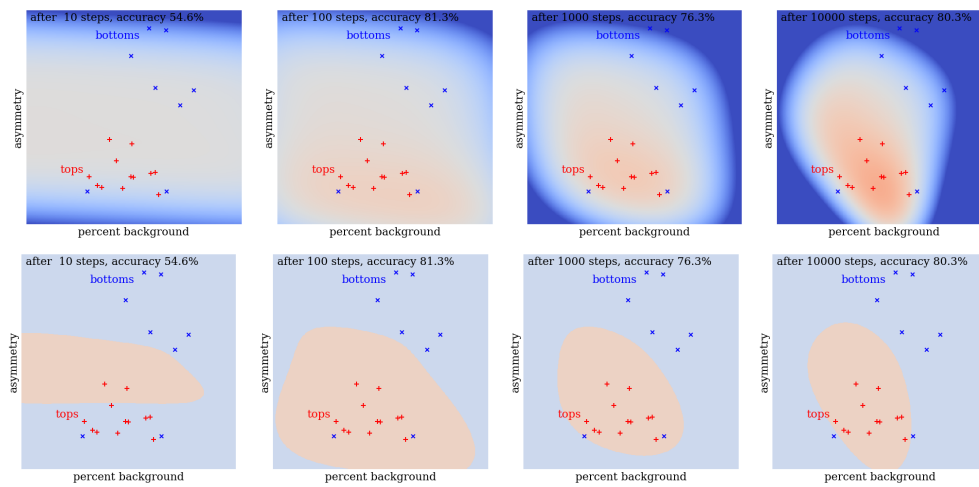 after  10 steps, accuracy 54.6%
bottoms
asymmetry
tops
percent background
after 100 steps, accuracy 81.3%
bottoms
asymmetry
tops
percent background
after 1000 steps, accuracy 76.3%
bottoms
asymmetry
tops
percent background
after 10000 steps, accuracy 80.3%
bottoms
asymmetry
tops
percent background
after  10 steps, accuracy 54.6%
bottoms
asymmetry
tops
percent background
after 100 steps, accuracy 81.3%
bottoms
asymmetry
tops
percent background
after 1000 steps, accuracy 76.3%
bottoms
asymmetry
tops
percent background
after 10000 steps, accuracy 80.3%
bottoms
asymmetry
tops
percent background